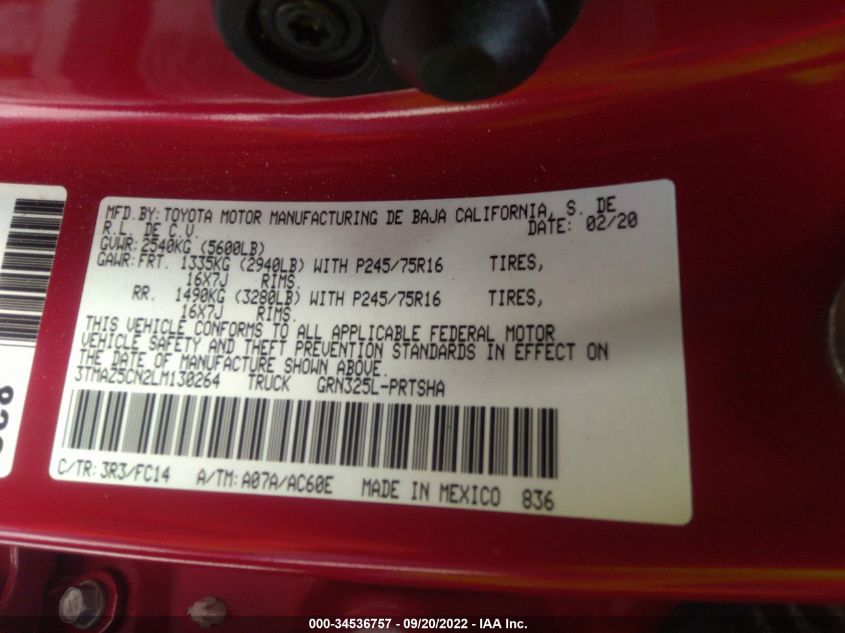 MFD.BY: TOYOTA MOTOR MANUFACTURING DE BAJA CALIFORNIA, S. DE
R.L. DE C.V. DATE: 02/20
GVWR: 2540KG (5600LB)
GAWR: FRT. 1335KG (2940LB) WITH P245/75R16 TIRES,
16X7J RIMS.
RR. 1490KG (3280LB) WITH P245/75R16 TIRES,
16X7J RIMS.
THIS VEHICLE CONFORMS TO ALL APPLICABLE FEDERAL MOTOR
VEHICLE SAFETY AND THEFT PREVENTION STANDARDS IN EFFECT ON
THE DATE OF MANUFACTURE SHOWN ABOVE.
3TMAZ5CN2LM130264 TRUCK GRN325L-PRTSHA
C/TR: 3R3/FC14 A/TM: A07A/AC60E MADE IN MEXICO 836
000-34536757 - 09/20/2022 - IAA Inc.